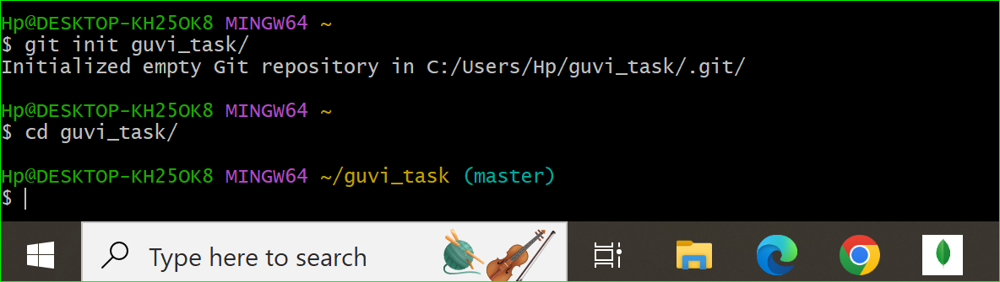 Hp@DESKTOP-KH25OK8 MINGW64 ~
$ git init guvi_task/
Initialized empty Git repository in C:/Users/Hp/guvi_task/.git/
Hp@DESKTOP-KH25OK8 MINGW64 ~
$ cd guvi_task/
Hp@DESKTOP-KH25OK8 MINGW64 ~/guvi_task (master)
$
Type here to search